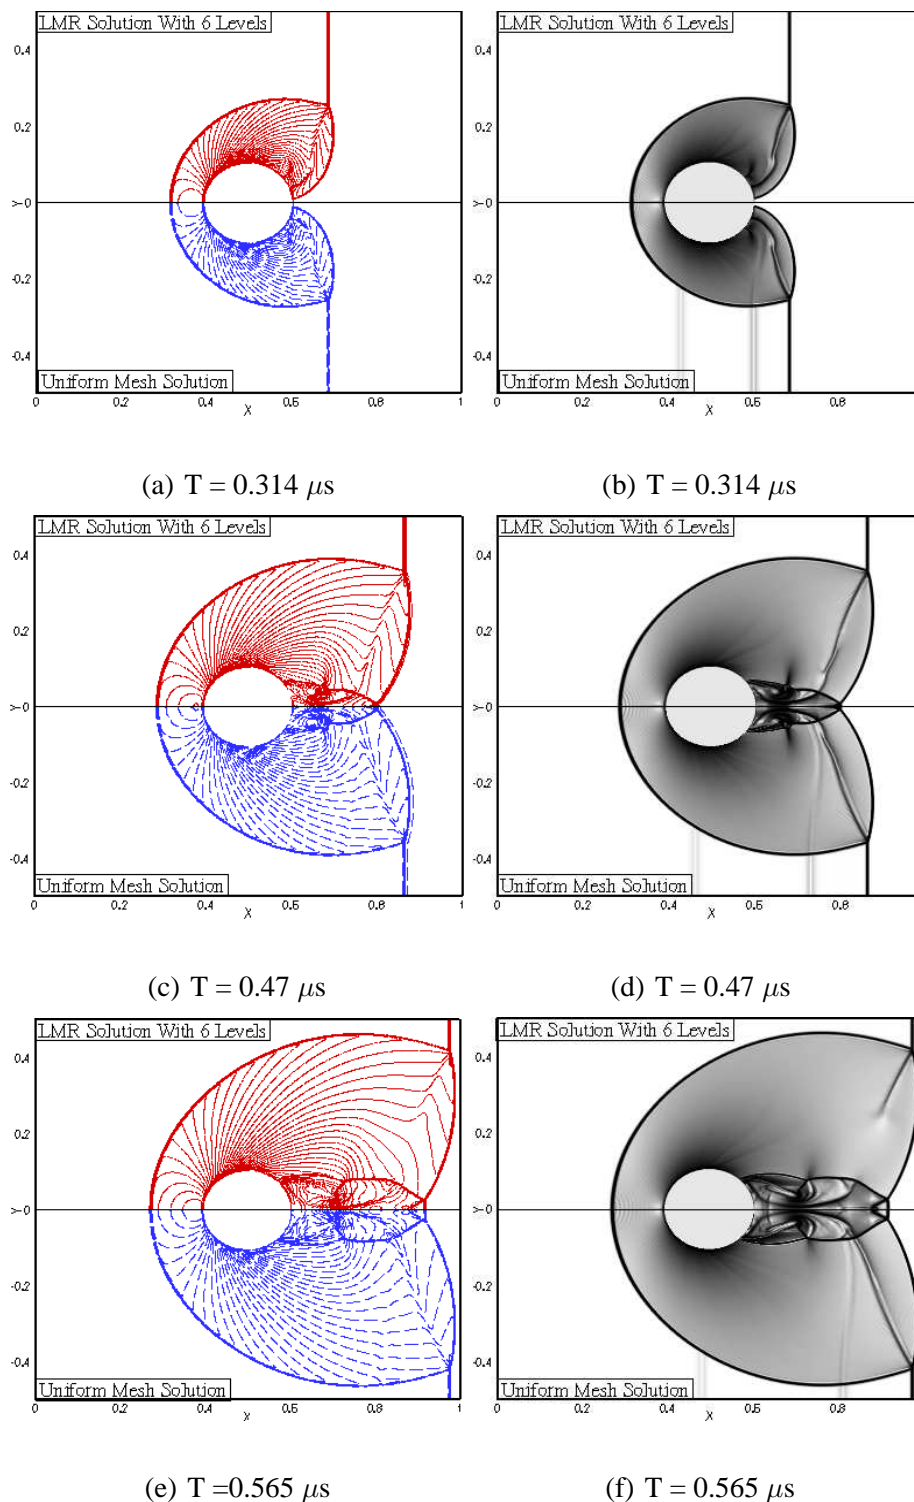 LMR Solution With 6 Levels
LMR Solution With 6 Levels
0.4
0.2
Y 0
-0.2
-0.4
0.4
0.2
Y 0
-0.2
-0.4
Uniform Mesh Solution
Uniform Mesh Solution
0 0.2 0.4 0.6 0.8 1
X
0 0.2 0.4 0.6 0.8
X
(a) T = 0.314 μs
(b) T = 0.314 μs
LMR Solution With 6 Levels
LMR Solution With 6 Levels
0.4
0.2
Y 0
-0.2
-0.4
0.4
0.2
Y 0
-0.2
-0.4
Uniform Mesh Solution
Uniform Mesh Solution
0 0.2 0.4 0.6 0.8 1
X
0 0.2 0.4 0.6 0.8
X
(c) T = 0.47 μs
(d) T = 0.47 μs
LMR Solution With 6 Levels
LMR Solution With 6 Levels
0.4
0.2
Y 0
-0.2
-0.4
0.4
0.2
Y 0
-0.2
-0.4
Uniform Mesh Solution
Uniform Mesh Solution
0 0.2 0.4 0.6 0.8 1
X
0 0.2 0.4 0.6 0.8
X
(e) T =0.565 μs
(f) T = 0.565 μs